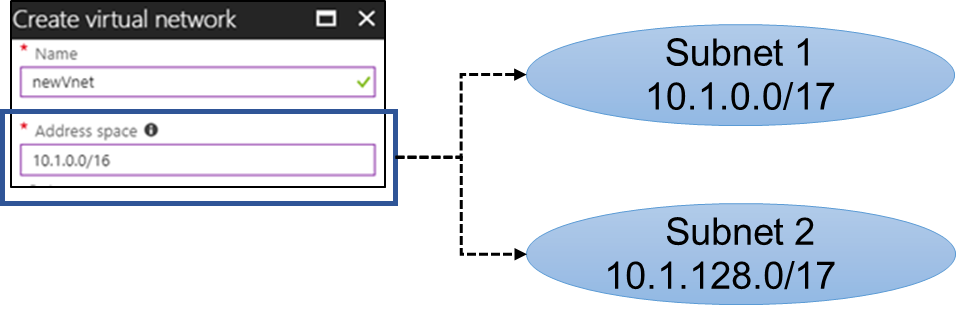 Create virtual network
* Name
newVnet
* Address space
10.1.0.0/16
Subnet 1
10.1.0.0/17
Subnet 2
10.1.128.0/17